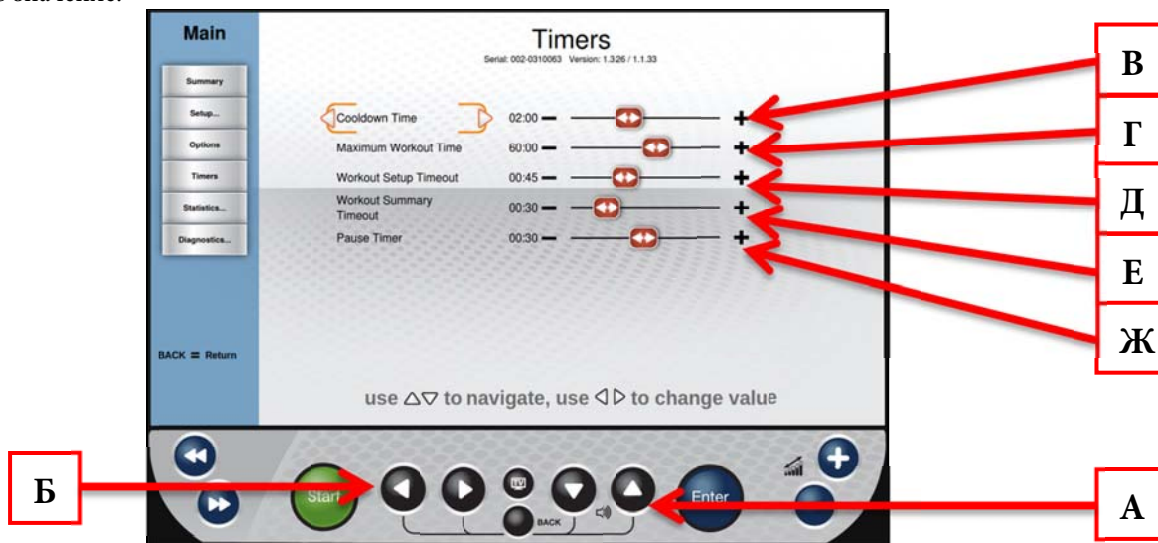 Main
Timers
Serial: 002-0310063 Version: 1.326 / 1.1.33
Summary
Setup...
Options
Timers
Statistics...
Diagnostics...
BACK = Return
Cooldown Time 02:00
Maximum Workout Time 60:00
Workout Setup Timeout 00:45
Workout Summary
Timeout 00:30
Pause Timer 00:30
use △▽ to navigate, use ◁ ▷ to change value
В
Г
Д
Е
Ж
Б
А
Start
TV
BACK
Enter